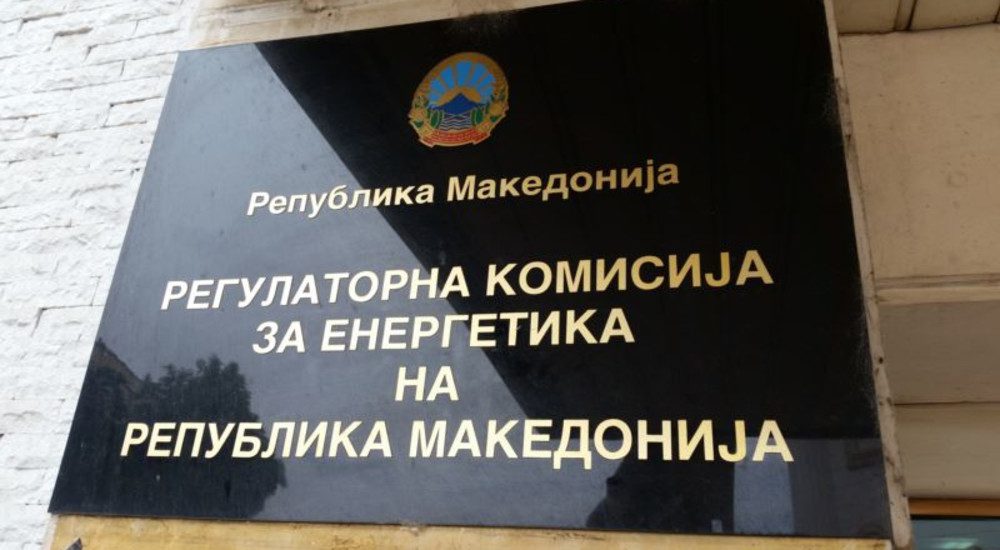 Република Македонија
РЕГУЛАТОРНА КОМИСИЈА
ЗА ЕНЕРГЕТИКА
НА
РЕПУБЛИКА МАКЕДОНИЈА